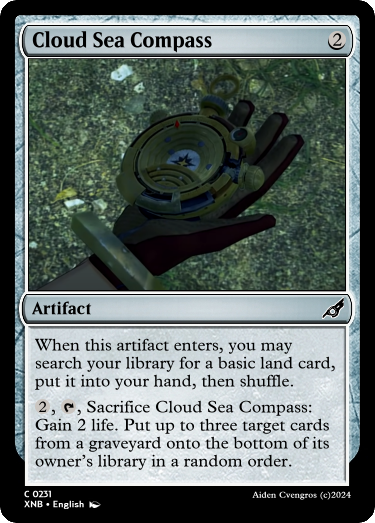 Cloud Sea Compass 2
Artifact
When this artifact enters, you may
search your library for a basic land card,
put it into your hand, then shuffle.
2, , Sacrifice Cloud Sea Compass:
Gain 2 life. Put up to three target cards
from a graveyard onto the bottom of its
owner's library in a random order.
C 0231
XNB • English Aiden Cvengros (c)2024